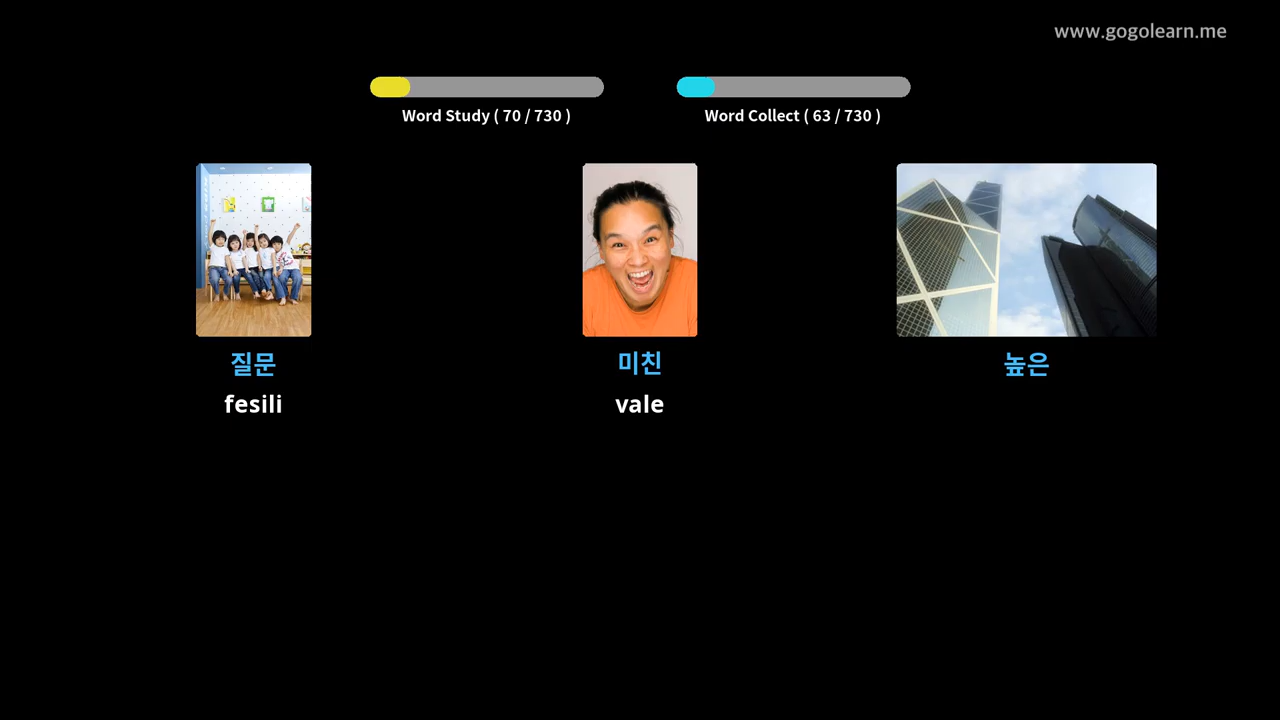 www.gogolearn.me
Word Study ( 70 / 730 )
Word Collect ( 63 / 730 )
질문
미친
높은
fesili
vale